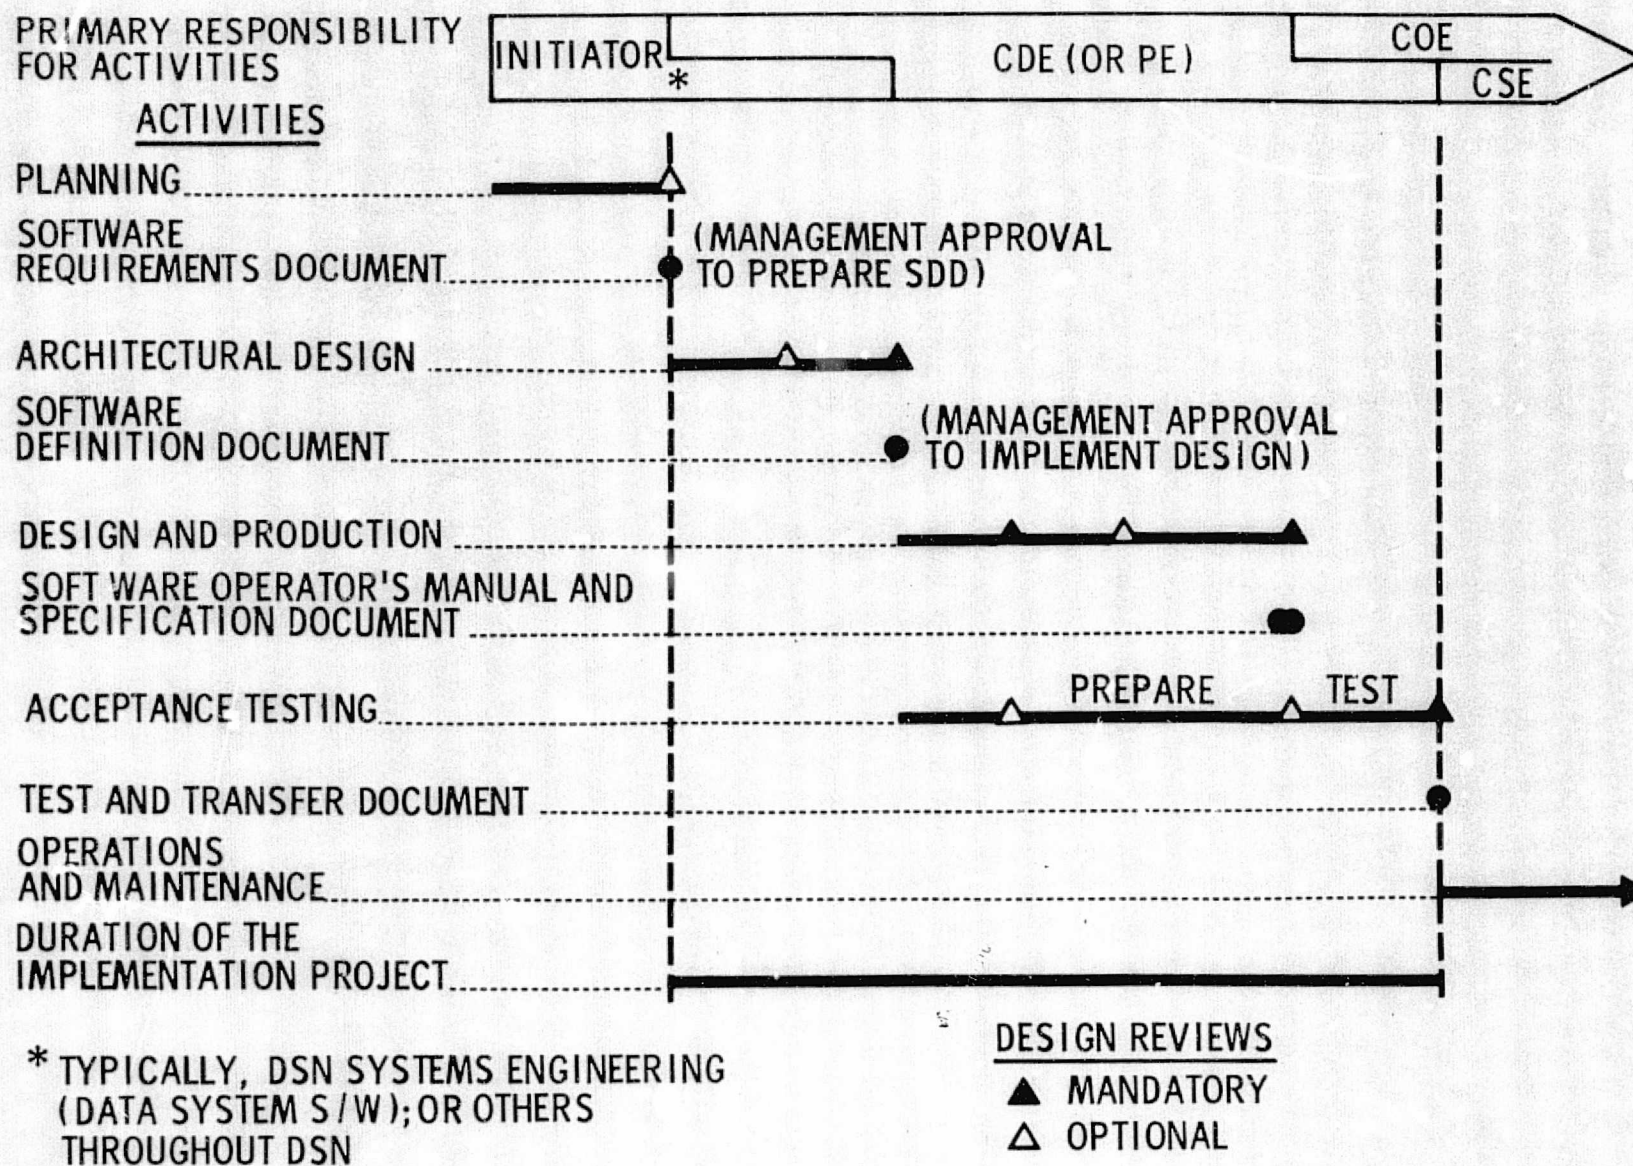 PRIMARY RESPONSIBILITY
FOR ACTIVITIES
INITIATOR
*
CDE (OR PE)
COE
CSE
ACTIVITIES
PLANNING
SOFTWARE
REQUIREMENTS DOCUMENT
(MANAGEMENT APPROVAL
TO PREPARE SDD)
ARCHITECTURAL DESIGN
SOFTWARE
DEFINITION DOCUMENT
(MANAGEMENT APPROVAL
TO IMPLEMENT DESIGN)
DESIGN AND PRODUCTION
SOFT WARE OPERATOR'S MANUAL AND
SPECIFICATION DOCUMENT
ACCEPTANCE TESTING
PREPARE
TEST
TEST AND TRANSFER DOCUMENT
OPERATIONS
AND MAINTENANCE
DURATION OF THE
IMPLEMENTATION PROJECT
* TYPICALLY, DSN SYSTEMS ENGINEERING
(DATA SYSTEM S/W); OR OTHERS
THROUGHOUT DSN
DESIGN REVIEWS
▲ MANDATORY
△ OPTIONAL